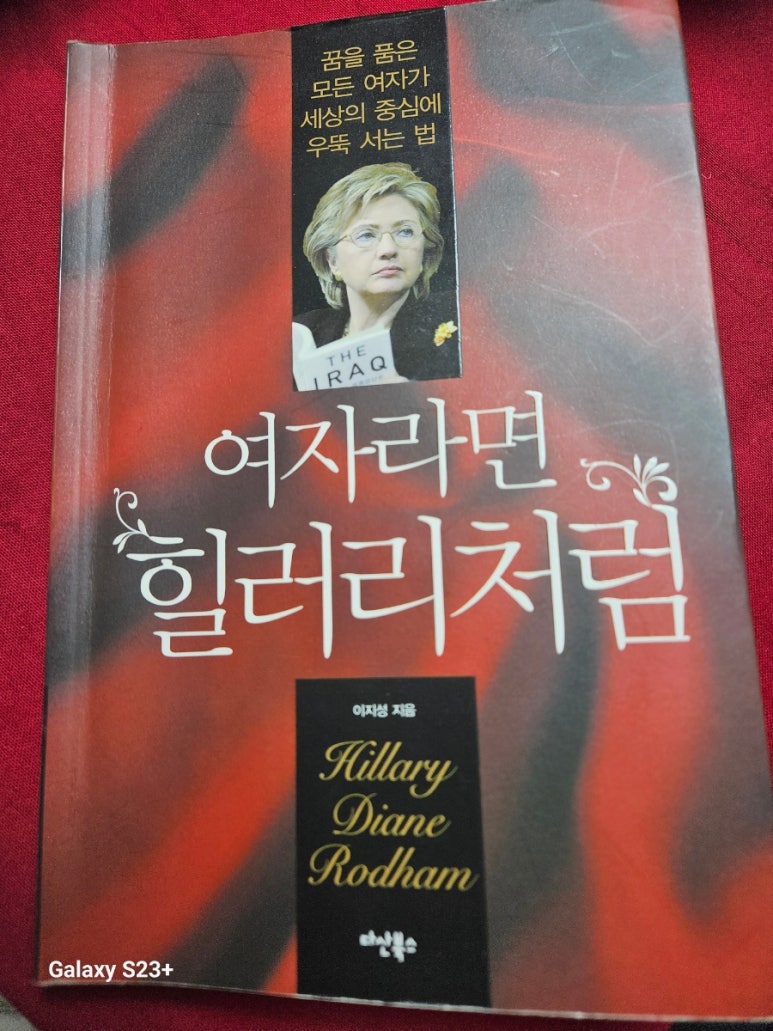 꿈을 품은
모든 여자가
세상의 중심에
우뚝 서는 법
THE
IRAQ
여자라면
힐러리처럼
이지성 지음
Hillary
Diane
Rodham
다산북스
Galaxy S23+